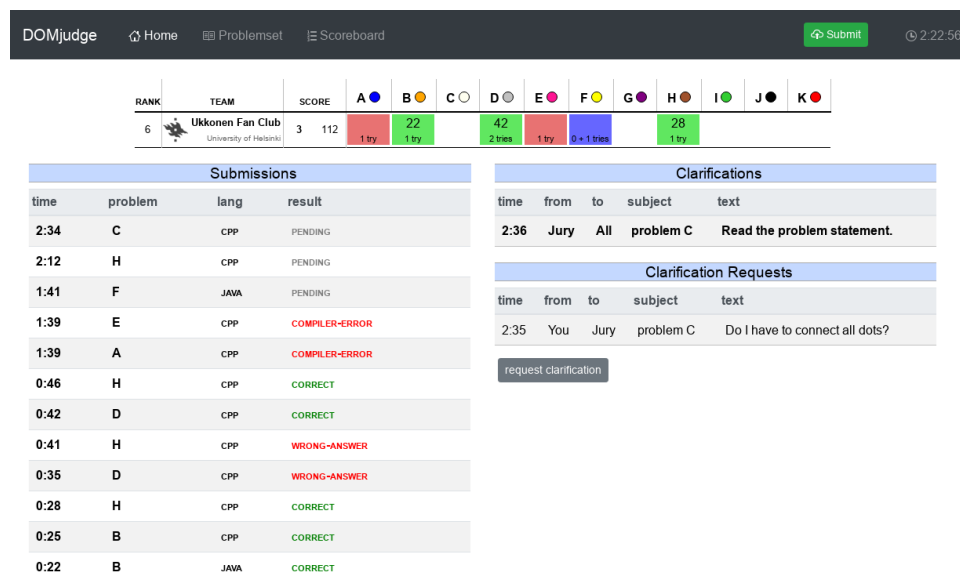 DOMjudge Home Problemset Scoreboard Submit 2:22:56
RANK TEAM SCORE A B C D E F G H I J K
6 Ukkonen Fan Club 3 112 22 42 28
University of Helsinki 1 try 1 try 2 tries 1 try 0 + 1 tries 1 try
Submissions
time problem lang result
2:34 C CPP PENDING
2:12 H CPP PENDING
1:41 F JAVA PENDING
1:39 E CPP COMPILER-ERROR
1:39 A CPP COMPILER-ERROR
0:46 H CPP CORRECT
0:42 D CPP CORRECT
0:41 H CPP WRONG-ANSWER
0:35 D CPP WRONG-ANSWER
0:28 H CPP CORRECT
0:25 B CPP CORRECT
0:22 B JAVA CORRECT
Clarifications
time from to subject text
2:36 Jury All problem C Read the problem statement.
Clarification Requests
time from to subject text
2:35 You Jury problem C Do I have to connect all dots?
request clarification